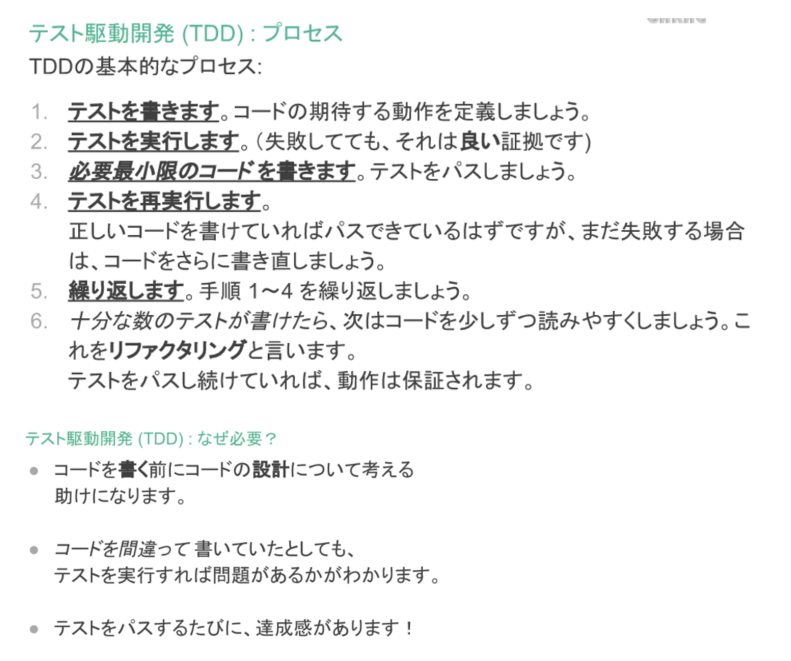 テスト駆動開発 (TDD) : プロセス
TDDの基本的なプロセス:
1. テストを書きます。コードの期待する動作を定義しましょう。
2. テストを実行します。（失敗してても、それは良い証拠です)
3. 必要最小限のコードを書きます。テストをパスしましょう。
4. テストを再実行します。
正しいコードを書けていればパスできているはずですが、まだ失敗する場合
は、コードをさらに書き直しましょう。
5. 繰り返します。手順 1〜4 を繰り返しましょう。
6. 十分な数のテストが書けたら、次はコードを少しずつ読みやすくしましょう。こ
れをリファクタリングと言います。
テストをパスし続けていれば、動作は保証されます。
テスト駆動開発 (TDD) : なぜ必要？
● コードを書く前にコードの設計について考える
助けになります。
● コードを間違って 書いていたとしても、
テストを実行すれば問題があるかがわかります。
● テストをパスするたびに、達成感があります！